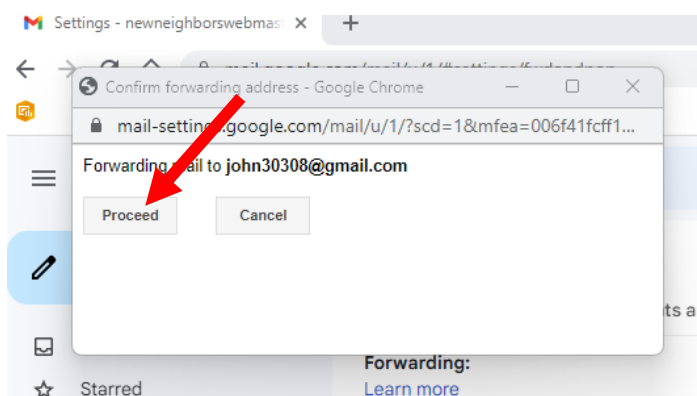 Settings - newneighborswebmast
Confirm forwarding address - Google Chrome
mail-settings.google.com/mail/u/1/?scd=1&mfea=006f41fcff1...
Forwarding mail to john30308@gmail.com
Proceed
Cancel
Forwarding:
Starred
Learn more